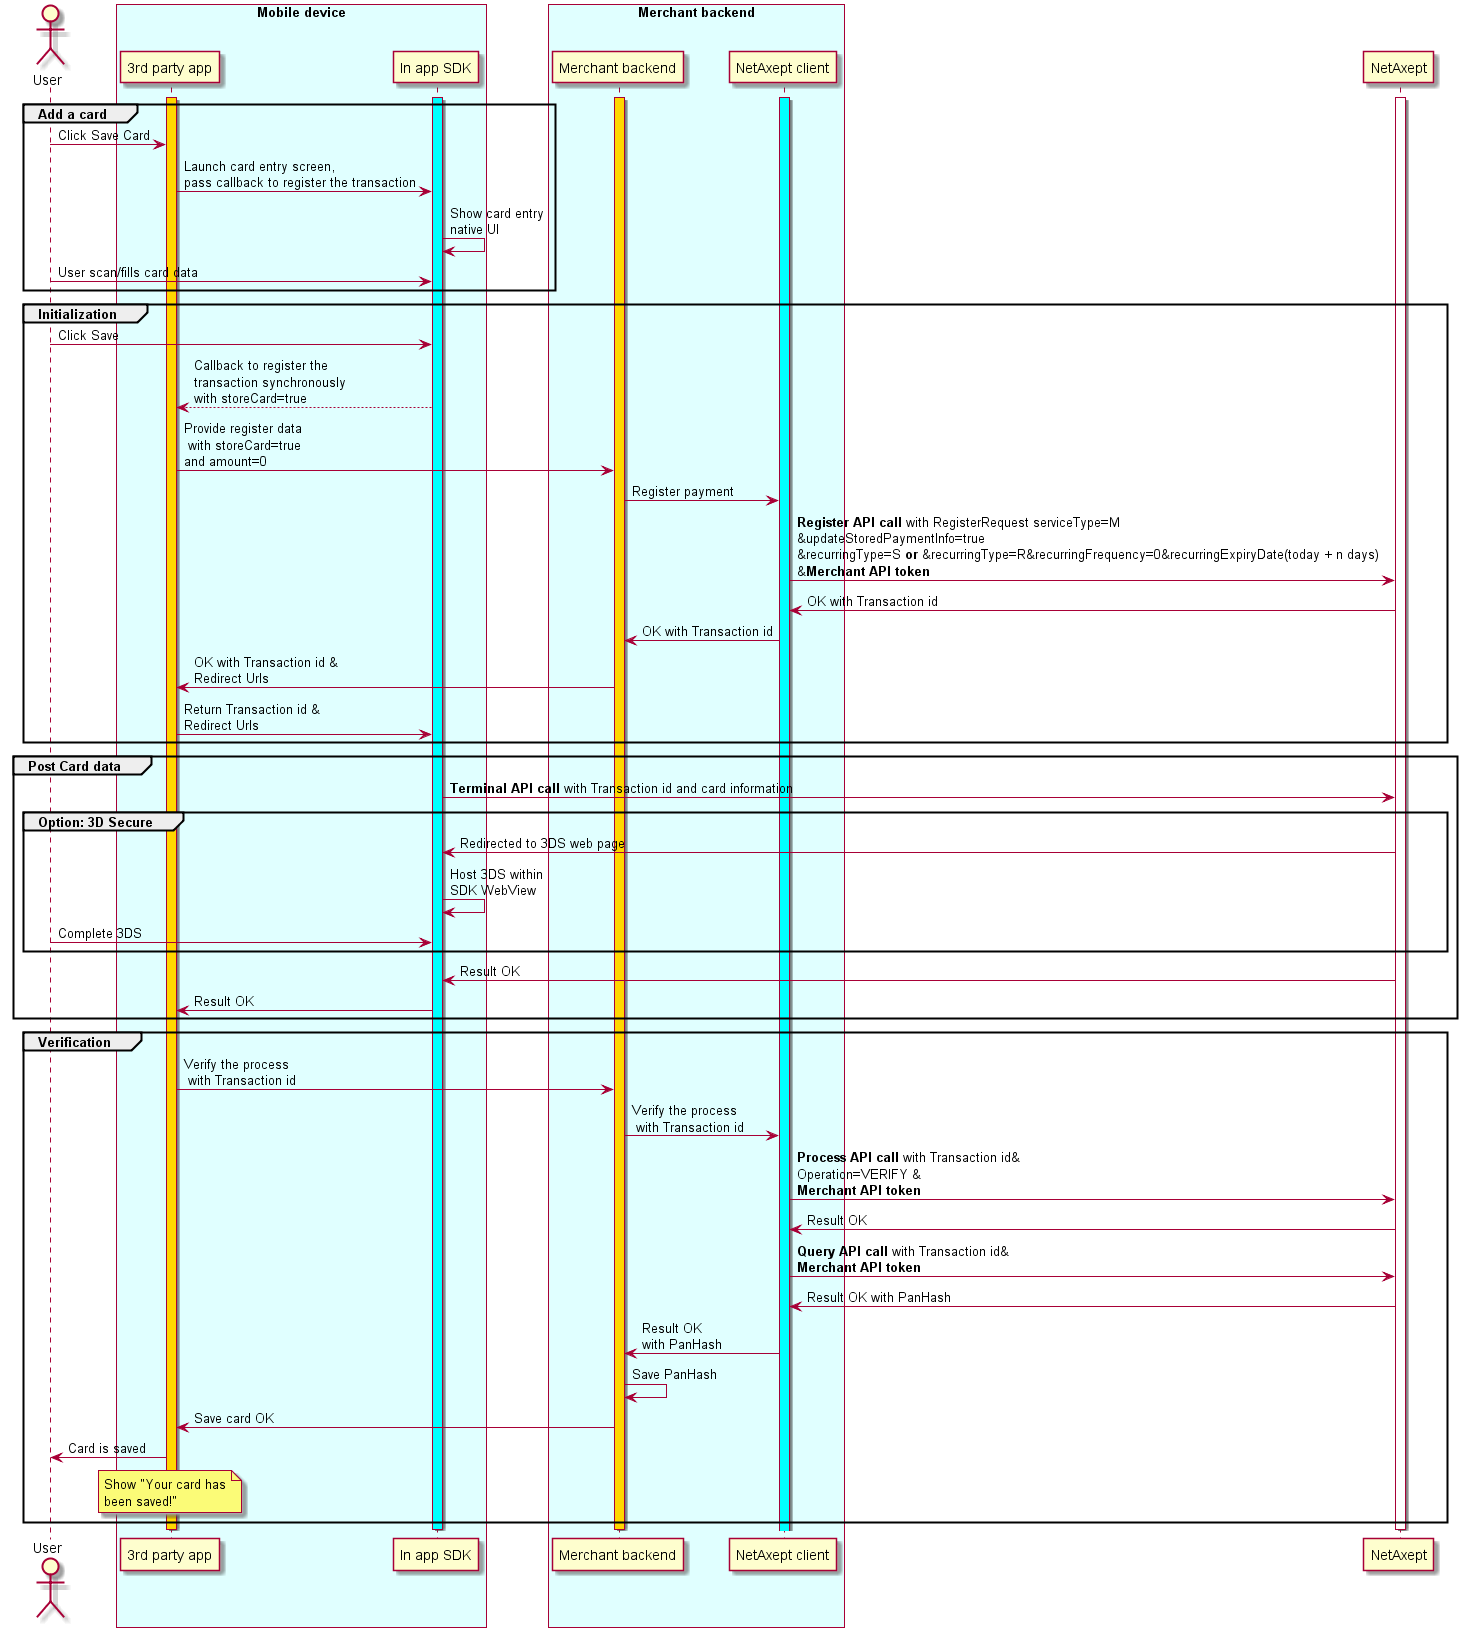 Mobile device
Merchant backend
User
3rd party app
In app SDK
Merchant backend
NetAxept client
NetAxept
Add a card
Click Save Card
Launch card entry screen,
pass callback to register the transaction
Show card entry
native UI
User scan/fills card data
Initialization
Click Save
Callback to register the
transaction synchronously
with storeCard=true
Provide register data
with storeCard=true
and amount=0
Register payment
Register API call with RegisterRequest serviceType=M
&updateStoredPaymentInfo=true
&recurringType=S or &recurringType=R&recurringFrequency=0&recurringExpiryDate(today + n days)
&Merchant API token
OK with Transaction id
OK with Transaction id
OK with Transaction id &
Redirect Urls
Return Transaction id &
Redirect Urls
Post Card data
Terminal API call with Transaction id and card information
Option: 3D Secure
Redirected to 3DS web page
Host 3DS within
SDK WebView
Complete 3DS
Result OK
Result OK
Verification
Verify the process
with Transaction id
Verify the process
with Transaction id
Process API call with Transaction id&
Operation=VERIFY &
Merchant API token
Result OK
Query API call with Transaction id&
Merchant API token
Result OK with PanHash
Result OK
with PanHash
Save PanHash
Save card OK
Card is saved
Show "Your card has
been saved!"
User
3rd party app
In app SDK
Merchant backend
NetAxept client
NetAxept